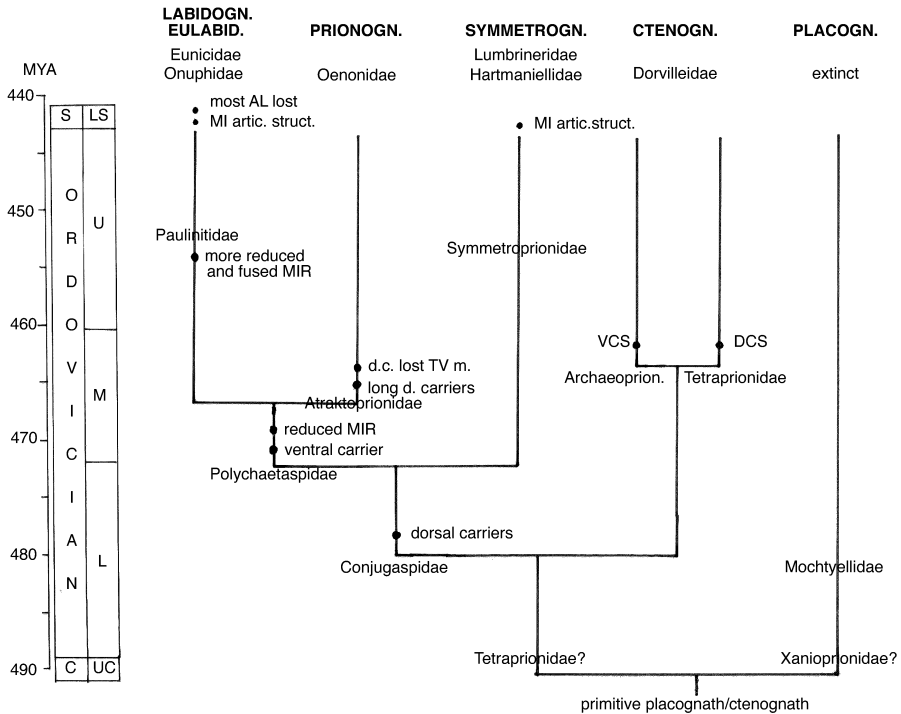 LABIDOGN.
EULABID.
PRIONOGN.
SYMMETROGN.
CTENOGN.
PLACOGN.
Eunicidae
Onuphidae
Oenonidae
Lumbrineridae
Hartmaniellidae
Dorvilleidae
extinct
MYA
440
450
460
470
480
490
S
LS
O
R
D
O
V
I
C
I
A
N
U
M
L
C
UC
most AL lost
MI artic. struct.
MI artic.struct.
Paulinitidae
more reduced
and fused MIR
Symmetroprionidae
VCS
DCS
d.c. lost TV m.
long d. carriers
Archaeoprion.
Tetraprionidae
Atraktoprionidae
reduced MIR
ventral carrier
Polychaetaspidae
dorsal carriers
Conjugaspidae
Mochtyellidae
Tetraprionidae?
Xanioprionidae?
primitive placognath/ctenognath